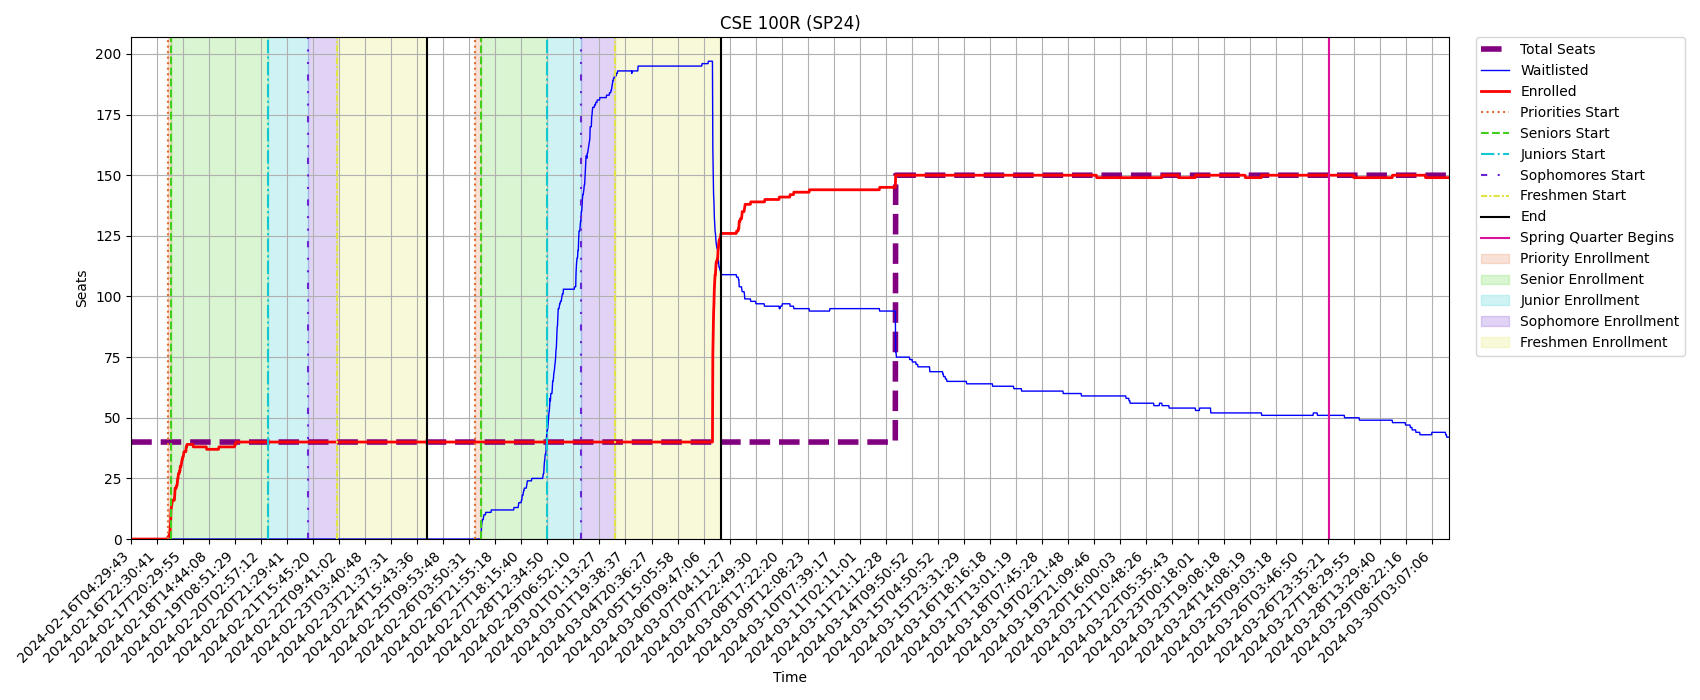 CSE 100R (SP24)
Seats
200
175
150
125
100
75
50
25
0
2024-02-16T04:29:43
2024-02-16T22:30:41
2024-02-17T20:29:55
2024-02-18T14:44:08
2024-02-19T08:51:29
2024-02-20T02:57:12
2024-02-20T21:29:41
2024-02-21T15:45:20
2024-02-22T09:41:02
2024-02-23T03:40:48
2024-02-23T21:37:31
2024-02-24T15:43:36
2024-02-25T09:53:48
2024-02-26T03:50:31
2024-02-26T21:55:18
2024-02-27T18:15:40
2024-02-28T12:34:50
2024-02-29T06:52:10
2024-03-01T01:13:27
2024-03-01T19:38:37
2024-03-04T20:36:27
2024-03-05T15:05:58
2024-03-06T09:47:06
2024-03-07T04:11:27
2024-03-07T22:49:30
2024-03-09T17:22:20
2024-03-10T12:08:23
2024-03-10T07:39:17
2024-03-11T02:11:01
2024-03-11T21:12:28
2024-03-14T09:50:52
2024-03-15T04:50:52
2024-03-15T23:31:29
2024-03-16T18:16:18
2024-03-17T13:01:19
2024-03-18T07:45:28
2024-03-19T02:21:48
2024-03-19T21:09:46
2024-03-20T16:00:03
2024-03-21T10:48:26
2024-03-22T05:35:43
2024-03-23T00:18:01
2024-03-23T19:08:18
2024-03-24T14:08:19
2024-03-25T09:03:18
2024-03-26T03:46:50
2024-03-26T23:35:21
2024-03-27T18:29:55
2024-03-28T13:29:40
2024-03-29T08:22:16
2024-03-30T03:07:06
Time
Total Seats
Waitlisted
Enrolled
Priorities Start
Seniors Start
Juniors Start
Sophomores Start
Freshmen Start
End
Spring Quarter Begins
Priority Enrollment
Senior Enrollment
Junior Enrollment
Sophomore Enrollment
Freshmen Enrollment